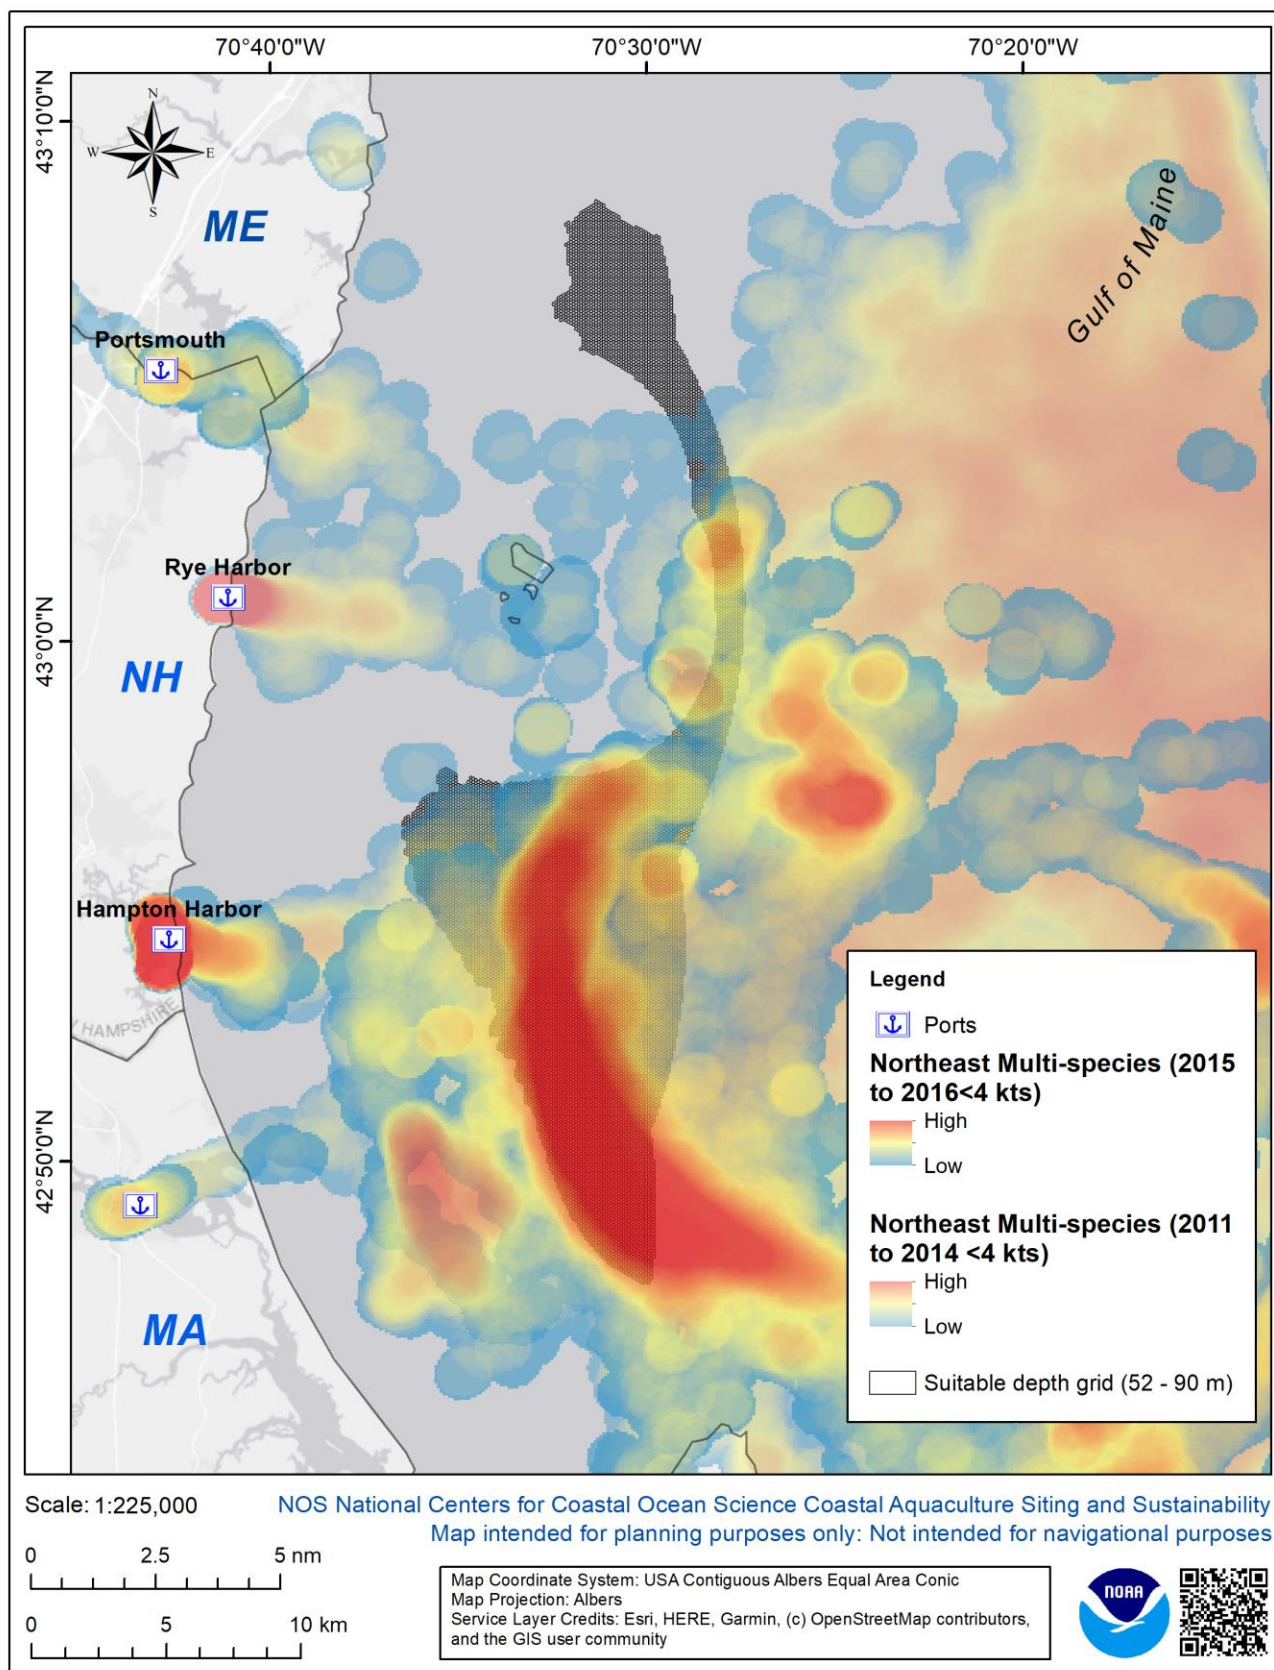 70°40'0"W
70°30'0"W
70°20'0"W
43°10'0"N
43°0'0"N
42°50'0"N
N
W
E
S
ME
Gulf of Maine
Portsmouth
Rye Harbor
NH
Hampton Harbor
HAMPSHIRE
MA
Legend
Ports
Northeast Multi-species (2015
to 2016<4 kts)
High
Low
Northeast Multi-species (2011
to 2014 <4 kts)
High
Low
Suitable depth grid (52 - 90 m)
Scale: 1:225,000
NOS National Centers for Coastal Ocean Science Coastal Aquaculture Siting and Sustainability
Map intended for planning purposes only: Not intended for navigational purposes
0 2.5 5 nm
0 5 10 km
Map Coordinate System: USA Contiguous Albers Equal Area Conic
Map Projection: Albers
Service Layer Credits: Esri, HERE, Garmin, (c) OpenStreetMap contributors,
and the GIS user community
NOAA